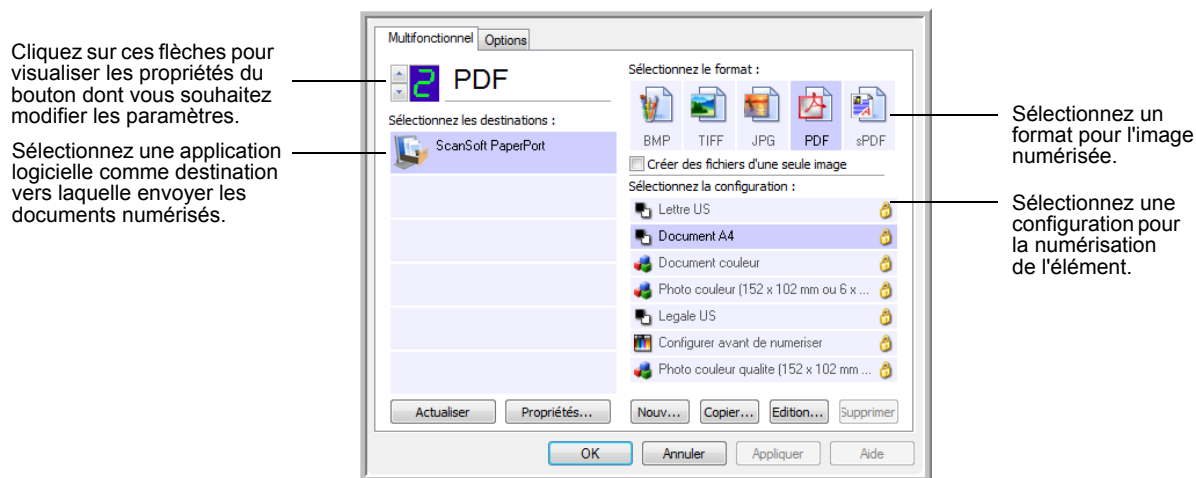 Cliquez sur ces flèches pour
visualiser les propriétés du
bouton dont vous souhaitez
modifier les paramètres.
Sélectionnez une application
logicielle comme destination
vers laquelle envoyer les
documents numérisés.
Multifonctionnel
Options
2
PDF
Sélectionnez les destinations :
ScanSoft PaperPort
Actualiser
Propriétés...
Sélectionnez le format :
BMP
TIFF
JPG
PDF
sPDF
Créer des fichiers d'une seule image
Sélectionnez la configuration :
Lettre US
Document A4
Document couleur
Photo couleur (152 x 102 mm ou 6 x ...
Legale US
Configurer avant de numeriser
Photo couleur qualite (152 x 102 mm ...
Nouv...
Copier...
Edition...
Supprimer
OK
Annuler
Appliquer
Aide
Sélectionnez un
format pour l'image
numérisée.
Sélectionnez une
configuration pour
la numérisation
de l'élément.